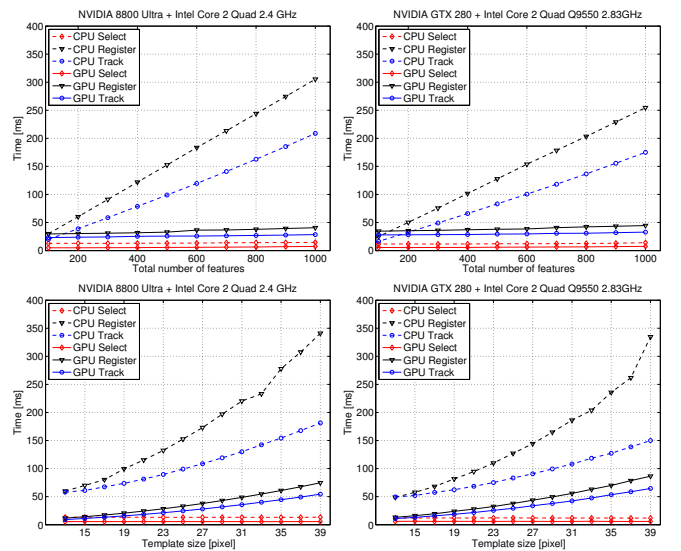 NVIDIA 8800 Ultra + Intel Core 2 Quad 2.4 GHz
400
350
300
250
200
150
100
50
0
Time [ms]
CPU Select
CPU Register
CPU Track
GPU Select
GPU Register
GPU Track
200 400 600 800 1000
Total number of features
NVIDIA GTX 280 + Intel Core 2 Quad Q9550 2.83GHz
400
350
300
250
200
150
100
50
0
Time [ms]
CPU Select
CPU Register
CPU Track
GPU Select
GPU Register
GPU Track
200 400 600 800 1000
Total number of features
NVIDIA 8800 Ultra + Intel Core 2 Quad 2.4 GHz
400
350
300
250
200
150
100
50
0
Time [ms]
CPU Select
CPU Register
CPU Track
GPU Select
GPU Register
GPU Track
15 19 23 27 31 35 39
Template size [pixel]
NVIDIA GTX 280 + Intel Core 2 Quad Q9550 2.83GHz
400
350
300
250
200
150
100
50
0
Time [ms]
CPU Select
CPU Register
CPU Track
GPU Select
GPU Register
GPU Track
15 19 23 27 31 35 39
Template size [pixel]